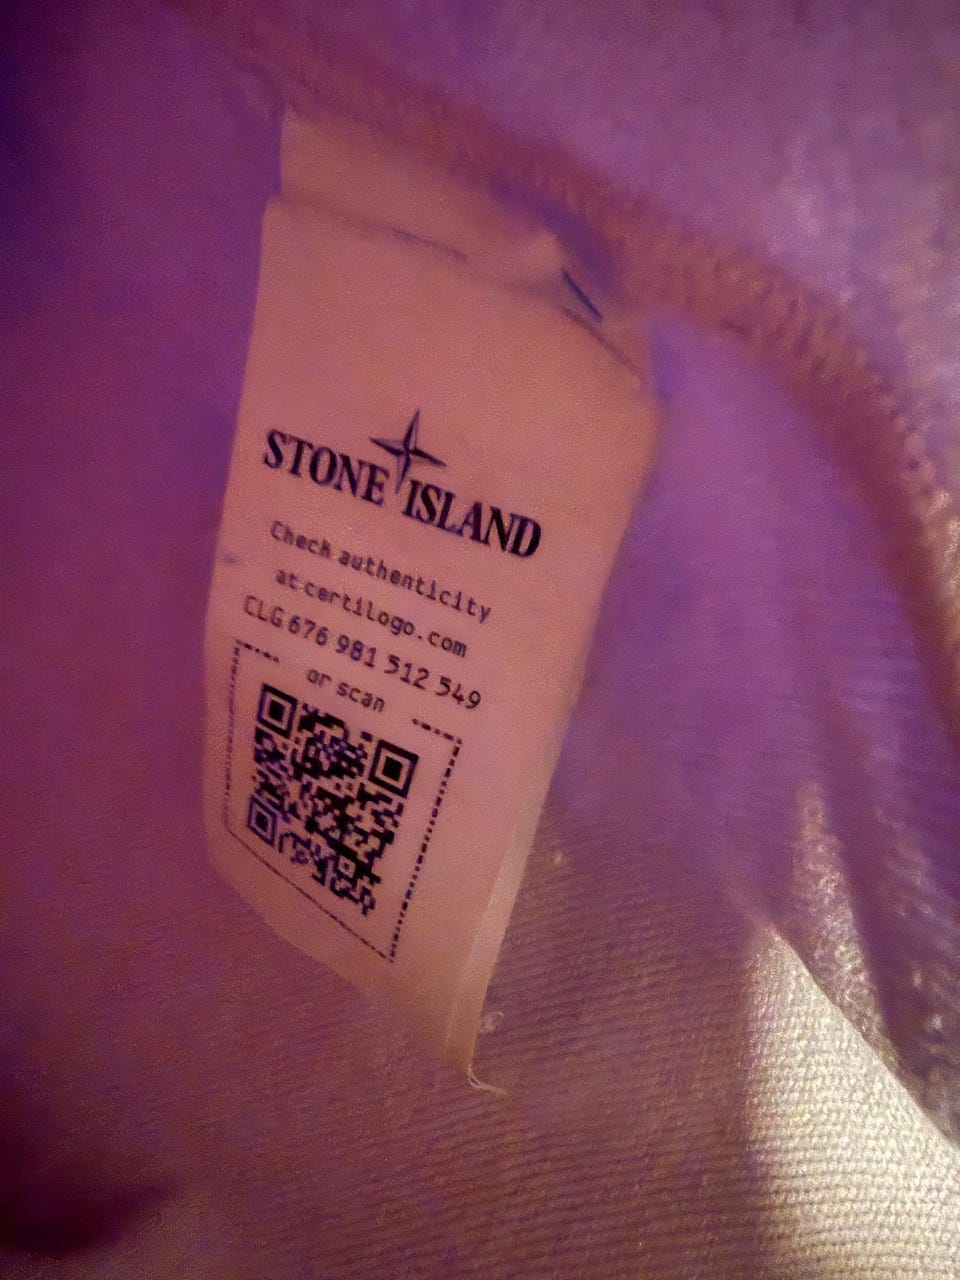 STONE ISLAND
Check authenticity
at certilogo.com
CLG 676 981 512 549
or scan